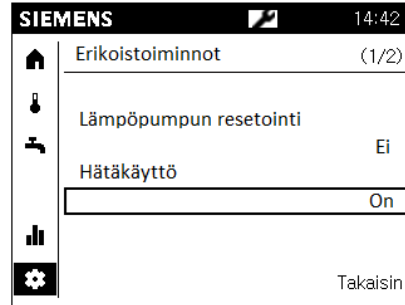 SIEMENS 14:42
Erikoistoiminnot (1/2)
Lämpöpumpun resetointi
Ei
Hätäkäyttö
On
Takaisin